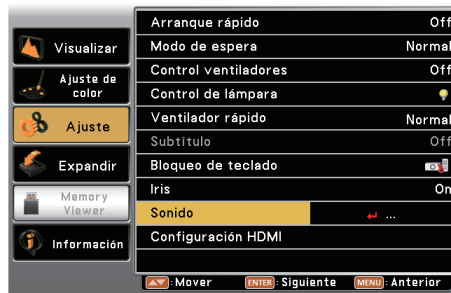 Visualizar
Ajuste de
color
Ajuste
Expandir
Memory
Viewer
Información
Arranque rápido Off
Modo de espera Normal
Control ventiladores Off
Control de lámpara
Ventilador rápido Normal
Subtítulo Off
Bloqueo de teclado
Iris On
Sonido ...
Configuración HDMI
:Mover ENTER :Siguiente MENU :Anterior